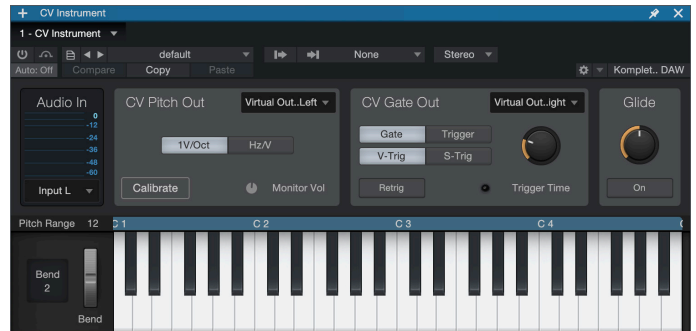 CV Instrument
1 - CV Instrument
default None Stereo
Auto: Off Compare Copy Paste Komplet.. DAW
Audio In CV Pitch Out Virtual Out..Left CV Gate Out Virtual Out..ight Glide
0
-12
-24
-36
-48
-60
1V/Oct Hz/V Gate Trigger
V-Trig S-Trig
Input L Calibrate Monitor Vol Retrig Trigger Time On
Pitch Range 12 C 1 C 2 C 3 C 4
Bend
2
Bend